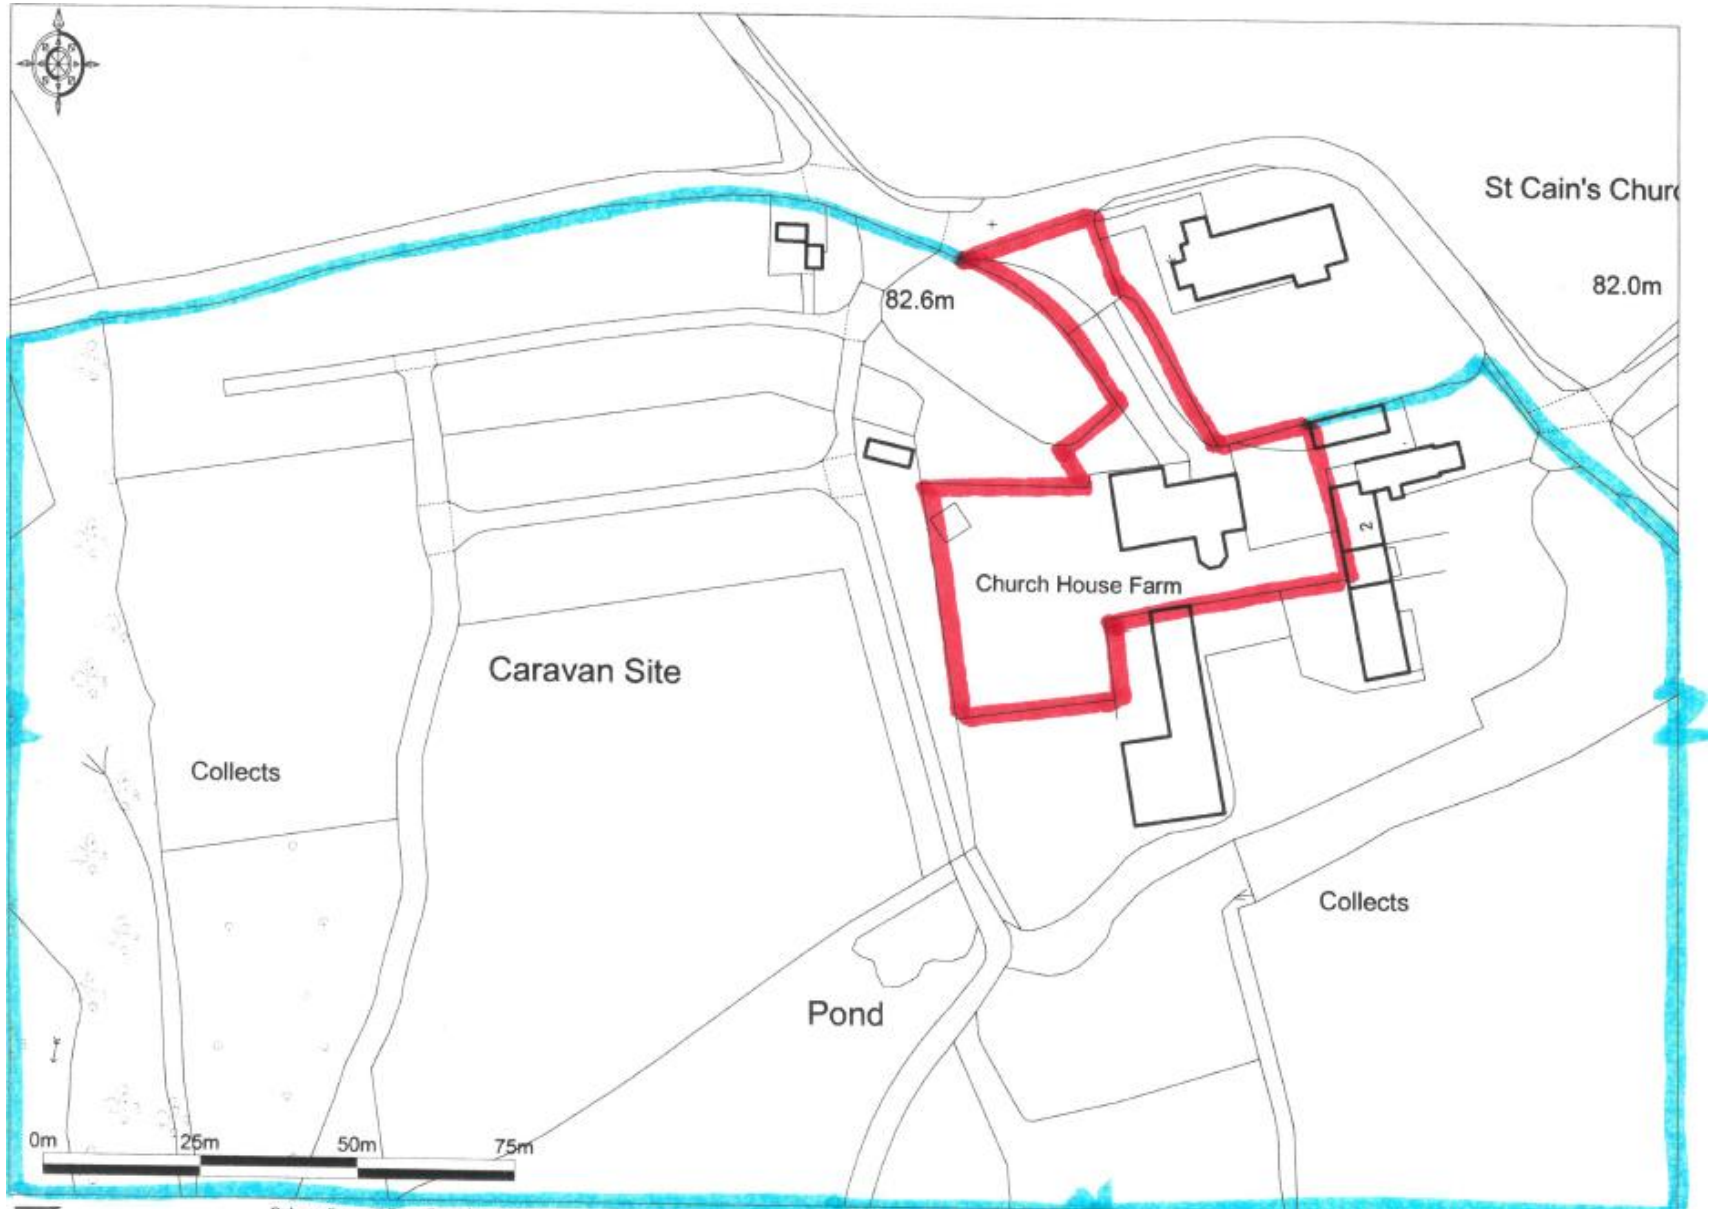 St Cain's Churc
82.0m
82.6m
2
Church House Farm
Caravan Site
Collects
Collects
Pond
0m 25m 50m 75m